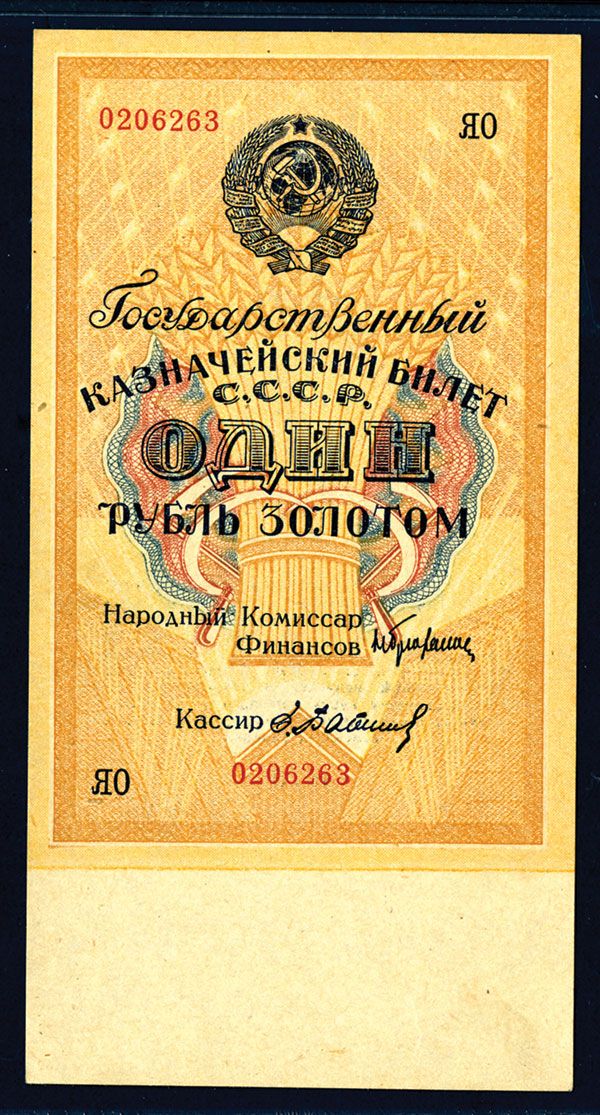 0206263 ЯО
Государственный
КАЗНАЧЕЙСКИЙ БИЛЕТ
С.С.С.Р.
ОДИН
РУБЛЬ ЗОЛОТОМ
Народный Комиссар
Финансов
Кассир
ЯО 0206263